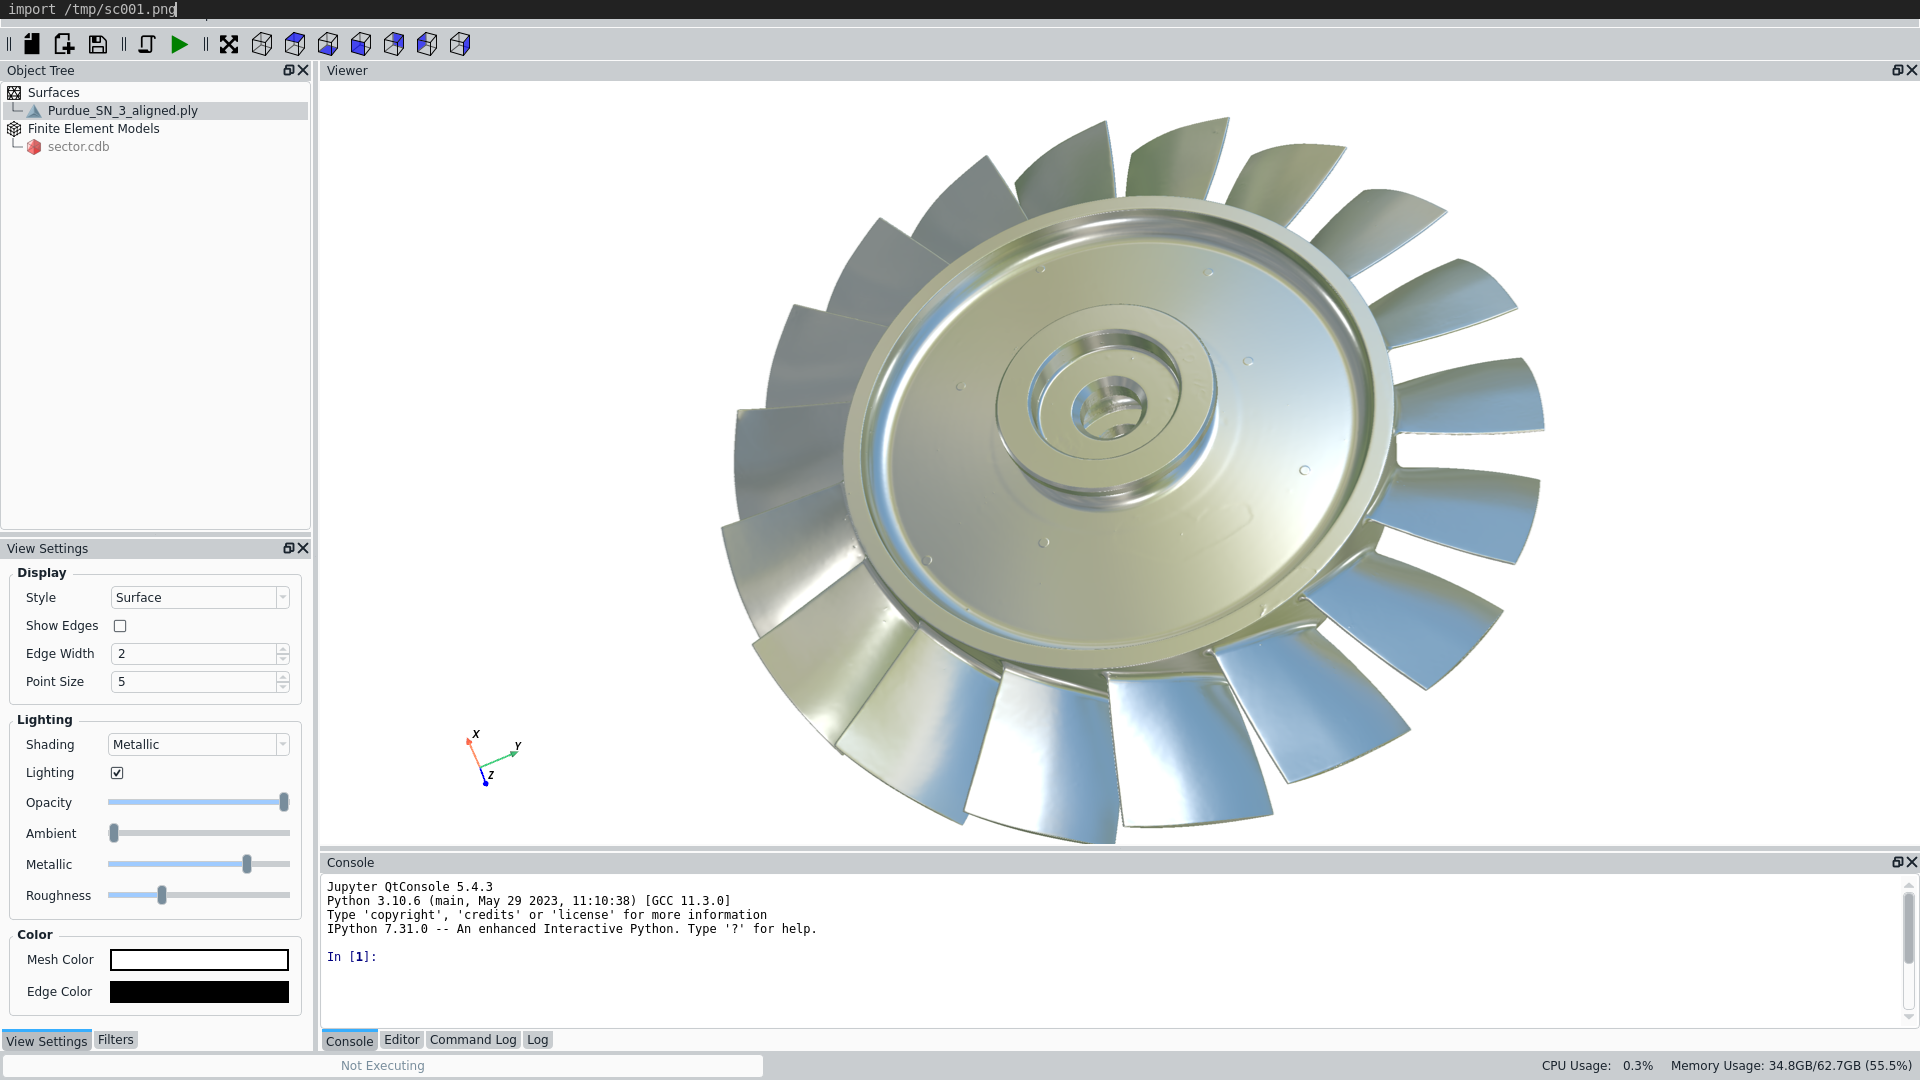 import /tmp/sc001.png
Object Tree
Viewer
Surfaces
Purdue_SN_3_aligned.ply
Finite Element Models
sector.cdb
View Settings
Display
Style Surface
Show Edges
Edge Width 2
Point Size 5
Lighting
Shading Metallic
Lighting
Opacity
Ambient
Metallic
Roughness
Color
Mesh Color
Edge Color
View Settings Filters
X
Y
Z
Console
Jupyter QtConsole 5.4.3
Python 3.10.6 (main, May 29 2023, 11:10:38) [GCC 11.3.0]
Type 'copyright', 'credits' or 'license' for more information
IPython 7.31.0 -- An enhanced Interactive Python. Type '?' for help.
In [1]:
Console Editor Command Log Log
Not Executing
CPU Usage: 0.3% Memory Usage: 34.8GB/62.7GB (55.5%)